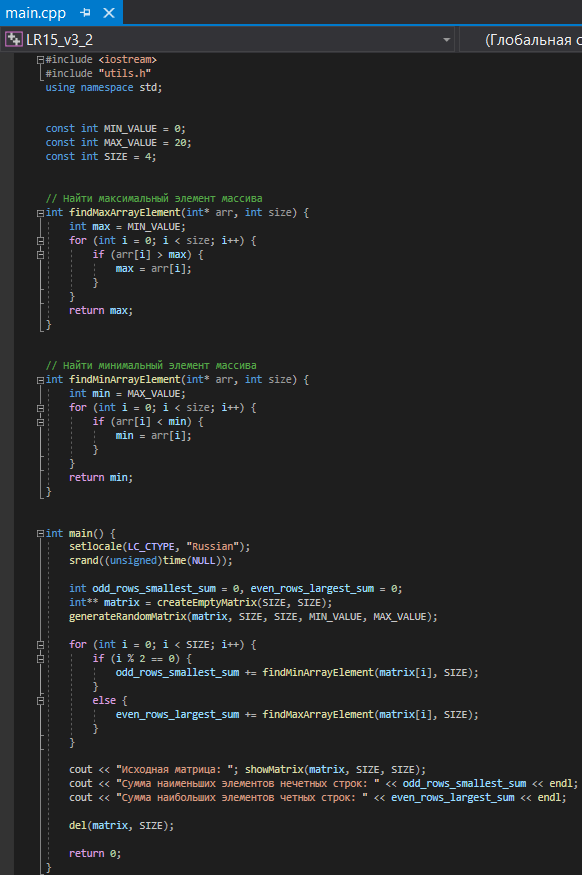 main.cpp
LR15_v3_2
(Глобальная
#include <iostream>
#include "utils.h"
using namespace std;
const int MIN_VALUE = 0;
const int MAX_VALUE = 20;
const int SIZE = 4;
// Найти максимальный элемент массива
int findMaxArrayElement(int* arr, int size) {
    int max = MIN_VALUE;
    for (int i = 0; i < size; i++) {
        if (arr[i] > max) {
            max = arr[i];
        }
    }
    return max;
}
// Найти минимальный элемент массива
int findMinArrayElement(int* arr, int size) {
    int min = MAX_VALUE;
    for (int i = 0; i < size; i++) {
        if (arr[i] < min) {
            min = arr[i];
        }
    }
    return min;
}
int main() {
    setlocale(LC_CTYPE, "Russian");
    srand((unsigned)time(NULL));
    int odd_rows_smallest_sum = 0, even_rows_largest_sum = 0;
    int** matrix = createEmptyMatrix(SIZE, SIZE);
    generateRandomMatrix(matrix, SIZE, SIZE, MIN_VALUE, MAX_VALUE);
    for (int i = 0; i < SIZE; i++) {
        if (i % 2 == 0) {
            odd_rows_smallest_sum += findMinArrayElement(matrix[i], SIZE);
        }
        else {
            even_rows_largest_sum += findMaxArrayElement(matrix[i], SIZE);
        }
    }
    cout << "Исходная матрица: "; showMatrix(matrix, SIZE, SIZE);
    cout << "Сумма наименьших элементов нечетных строк: " << odd_rows_smallest_sum << endl;
    cout << "Сумма наибольших элементов четных строк: " << even_rows_largest_sum << endl;
    del(matrix, SIZE);
    return 0;
}